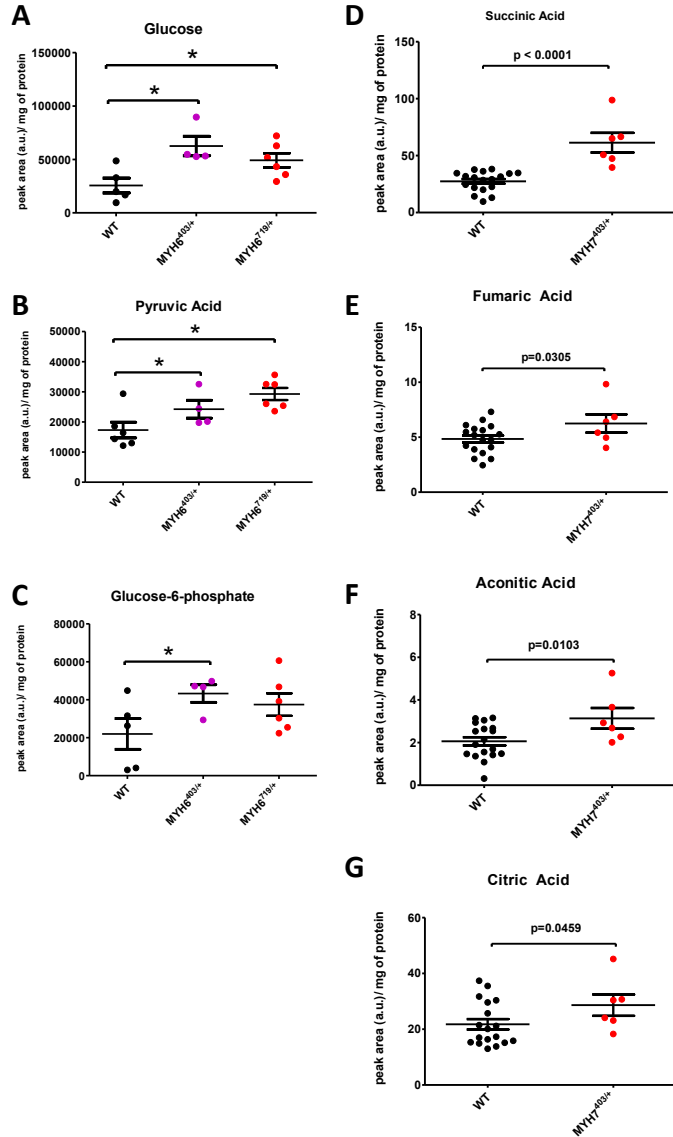 A
Glucose
peak area (a.u.)/ mg of protein
150000
100000
50000
0
*
*
WT
MYH6403/+
MYH6719/+
B
Pyruvic Acid
peak area (a.u.)/ mg of protein
50000
40000
30000
20000
10000
0
*
*
WT
MYH6403/+
MYH6719/+
C
Glucose-6-phosphate
peak area (a.u.)/ mg of protein
80000
60000
40000
20000
0
*
WT
MYH6403/+
MYH6719/+
D
Succinic Acid
peak area (a.u.)/ mg of protein
150
100
50
0
p < 0.0001
WT
MYH7403/+
E
Fumaric Acid
peak area (a.u.)/ mg of protein
15
10
5
0
p=0.0305
WT
MYH7403/+
F
Aconitic Acid
peak area (a.u.)/ mg of protein
8
6
4
2
0
p=0.0103
WT
MYH7403/+
G
Citric Acid
peak area (a.u.)/ mg of protein
60
40
20
0
p=0.0459
WT
MYH7403/+